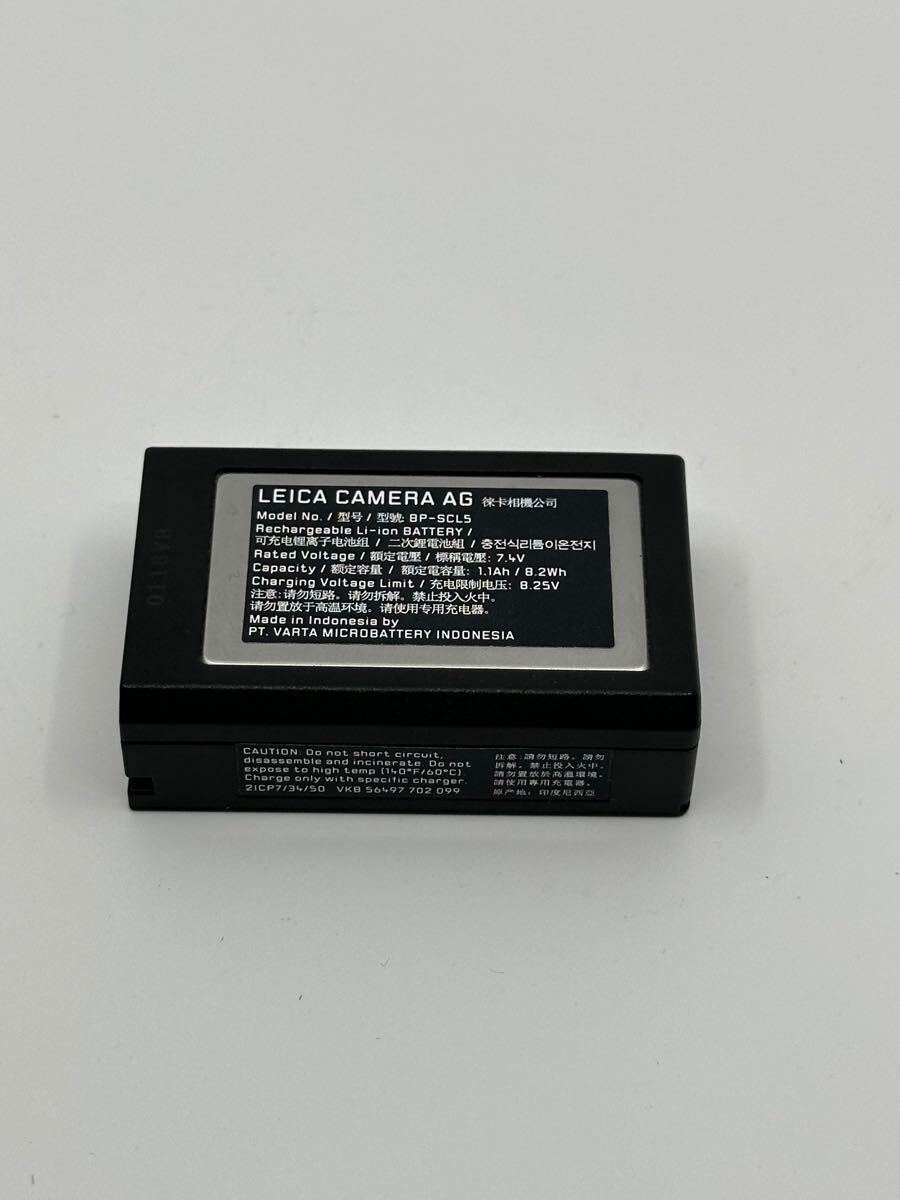 LEICA CAMERA AG 徠卡相機公司
Model No. / 型号 / 型號: BP-SCL5
Rechargeable Li-ion BATTERY /
可充电锂离子电池组 / 二次鋰電池組 / 충전식리튬이온전지
Rated Voltage / 額定電壓 / 標稱電壓: 7.4V
Capacity / 额定容量 / 額定電容量: 1.1Ah / 8.2Wh
Charging Voltage Limit / 充电限制电压: 8.25V
注意: 请勿短路。请勿拆解。禁止投入火中。
请勿置放于高温环境。请使用专用充电器。
Made in Indonesia by
PT. VARTA MICROBATTERY INDONESIA
0118VR
CAUTION: Do not short circuit,
disassemble and incinerate. Do not
expose to high temp (140°F/60°C).
Charge only with specific charger.
2ICP7/34/50 VKB 56497 702 099
注意: 請勿短路。請勿
拆解。禁止投入火中。
請勿置放於高溫環境。
請使用專用充電器。
原产地: 印度尼西亞